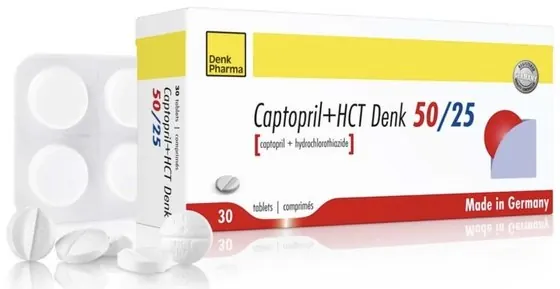 Denk
Pharma
Captopril+HCT Denk 50/25
[captopril + hydrochlorothiazide]
30
tablets | comprimés
Made in Germany
30 tablets | comprimés
Captopril+HCT Denk
50/25